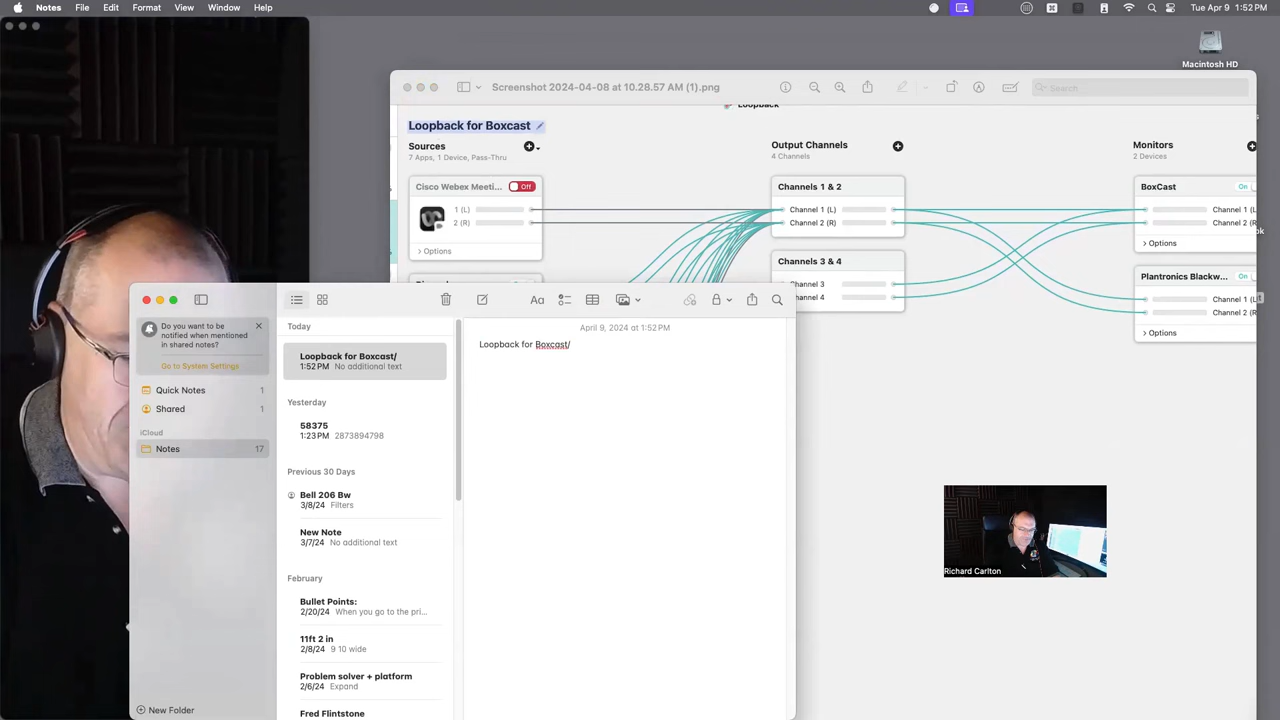 Notes File Edit Format View Window Help
Tue Apr 9 1:52 PM
Macintosh HD
Screenshot 2024-04-08 at 10.28.57 AM (1).png
Search
Loopback
Loopback for Boxcast
Sources
7 Apps, 1 Device, Pass-Thru
Output Channels
4 Channels
Monitors
2 Devices
Cisco Webex Meeti... Off
1 (L)
2 (R)
Options
Channels 1 & 2
Channel 1 (L)
Channel 2 (R)
Channels 3 & 4
Channel 3
Channel 4
BoxCast On
Channel 1 (L)
Channel 2 (R
Options
Plantronics Blackw... On
Channel 1 (L)
Channel 2 (R
Options
Do you want to be
notified when mentioned
in shared notes?
Go to System Settings
Quick Notes 1
Shared 1
iCloud
Notes 17
New Folder
Today
Loopback for Boxcast/
1:52 PM No additional text
Yesterday
58375
1:23 PM 2873894798
Previous 30 Days
Bell 206 Bw
3/8/24 Filters
New Note
3/7/24 No additional text
February
Bullet Points:
2/20/24 When you go to the pri...
11ft 2 in
2/8/24 9 10 wide
Problem solver + platform
2/6/24 Expand
Fred Flintstone
April 9, 2024 at 1:52 PM
Loopback for Boxcast/
Richard Carlton